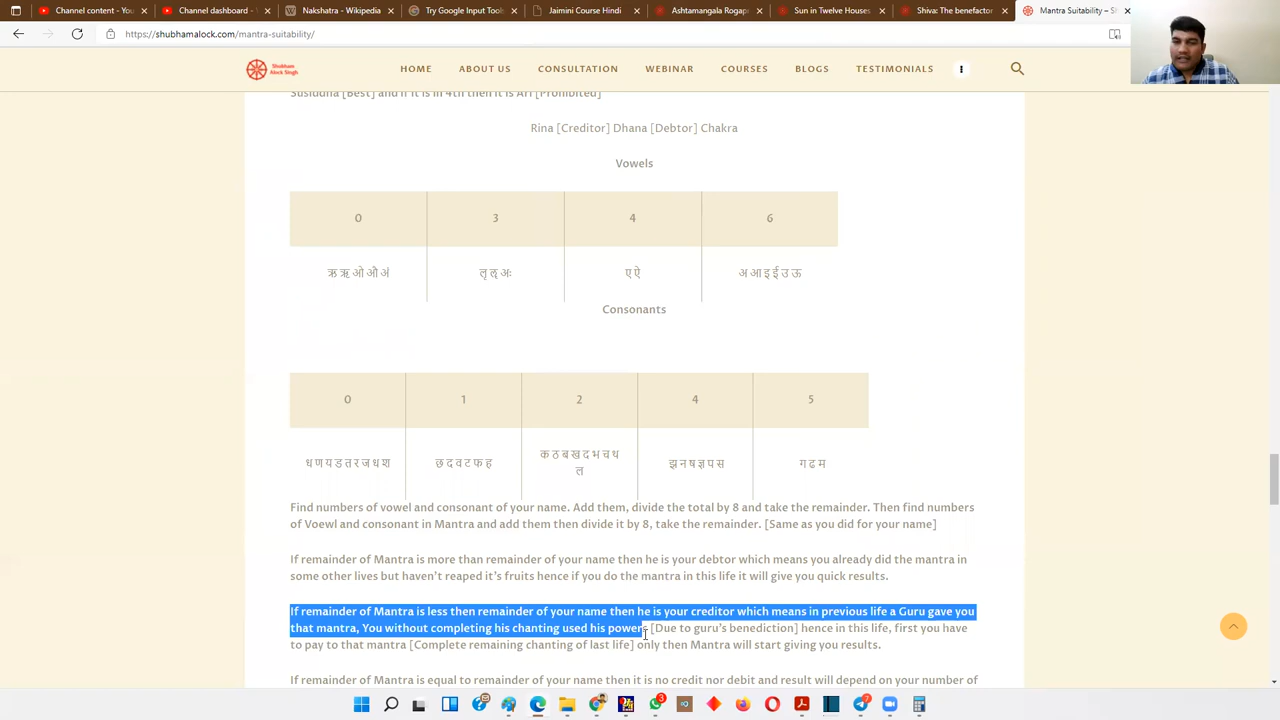 content - YouTub
Channel dashboard
Nakshatra - Wikipedia
Try Google Input Tools
Jaimini Course Hindi
Ashtamangala Rogap
Sun in Twelve Houses
Shiva: The benefactor
Mantra Suitability – S
https://shubhamalock.com/mantra-suitability/
Shubham
Alock Singh
HOME ABOUT US CONSULTATION WEBINAR COURSES BLOGS TESTIMONIALS
Susiddha [Best] and if it is in 4th then it is Ari [Prohibited]
Rina [Creditor] Dhana [Debtor] Chakra
Vowels
0 3 4 6
ऋ ॠ ओ औ अं लृ ॡ अः ए ऐ अ आ इ ई उ ऊ
Consonants
0 1 2 4 5
ध ण य ड त र ज ध श छ द व ट फ ह क ठ ब ख द भ च थ झ न ष ज्ञ प स ग ढ म
ल
Find numbers of vowel and consonant of your name. Add them, divide the total by 8 and take the remainder. Then find numbers
of Voewl and consonant in Mantra and add them then divide it by 8, take the remainder. [Same as you did for your name]
If remainder of Mantra is more than remainder of your name then he is your debtor which means you already did the mantra in
some other lives but haven't reaped it's fruits hence if you do the mantra in this life it will give you quick results.
If remainder of Mantra is less then remainder of your name then he is your creditor which means in previous life a Guru gave you
that mantra, You without completing his chanting used his powers [Due to guru's benediction] hence in this life, first you have
to pay to that mantra [Complete remaining chanting of last life] only then Mantra will start giving you results.
If remainder of Mantra is equal to remainder of your name then it is no credit nor debit and result will depend on your number of